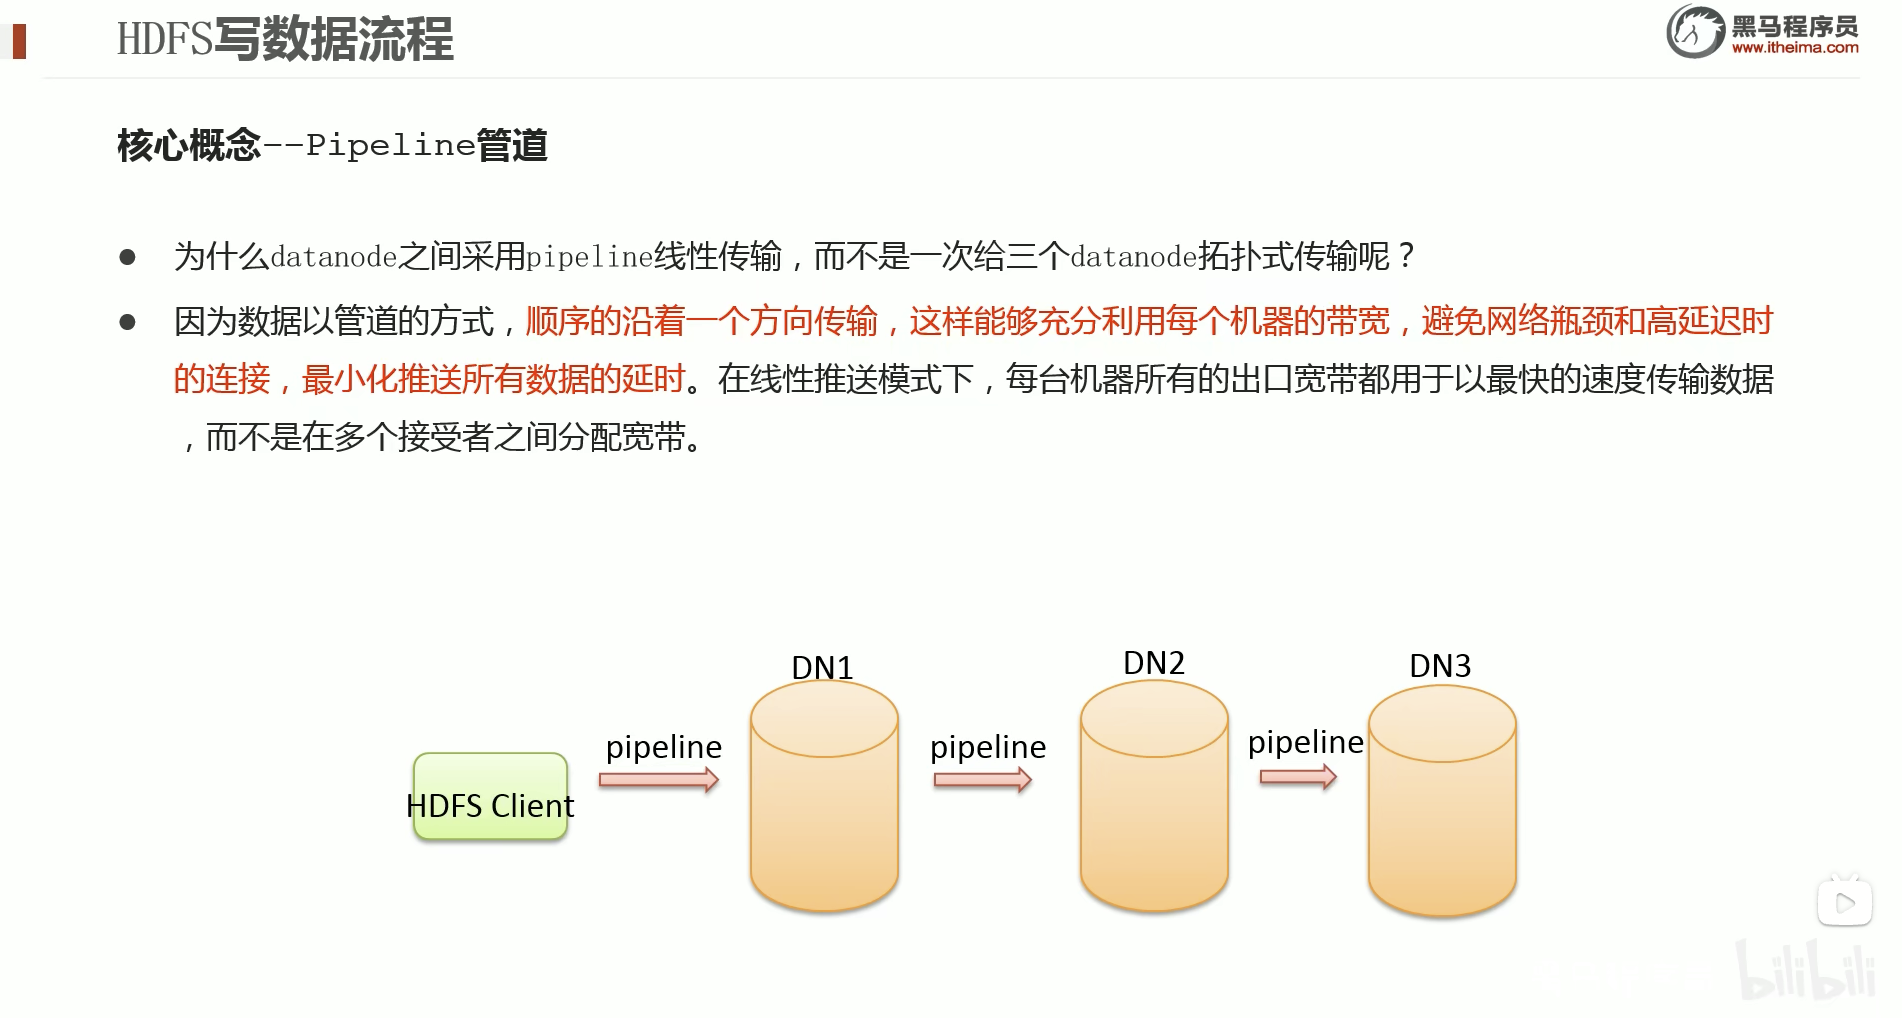 HDFS写数据流程
黑马程序员
www.itheima.com
核心概念--Pipeline管道
● 为什么datanode之间采用pipeline线性传输，而不是一次给三个datanode拓扑式传输呢？
● 因为数据以管道的方式，顺序的沿着一个方向传输，这样能够充分利用每个机器的带宽，避免网络瓶颈和高延迟时
的连接，最小化推送所有数据的延时。在线性推送模式下，每台机器所有的出口宽带都用于以最快的速度传输数据
，而不是在多个接受者之间分配宽带。
DN1
DN2
DN3
pipeline
pipeline
pipeline
HDFS Client
bilibili